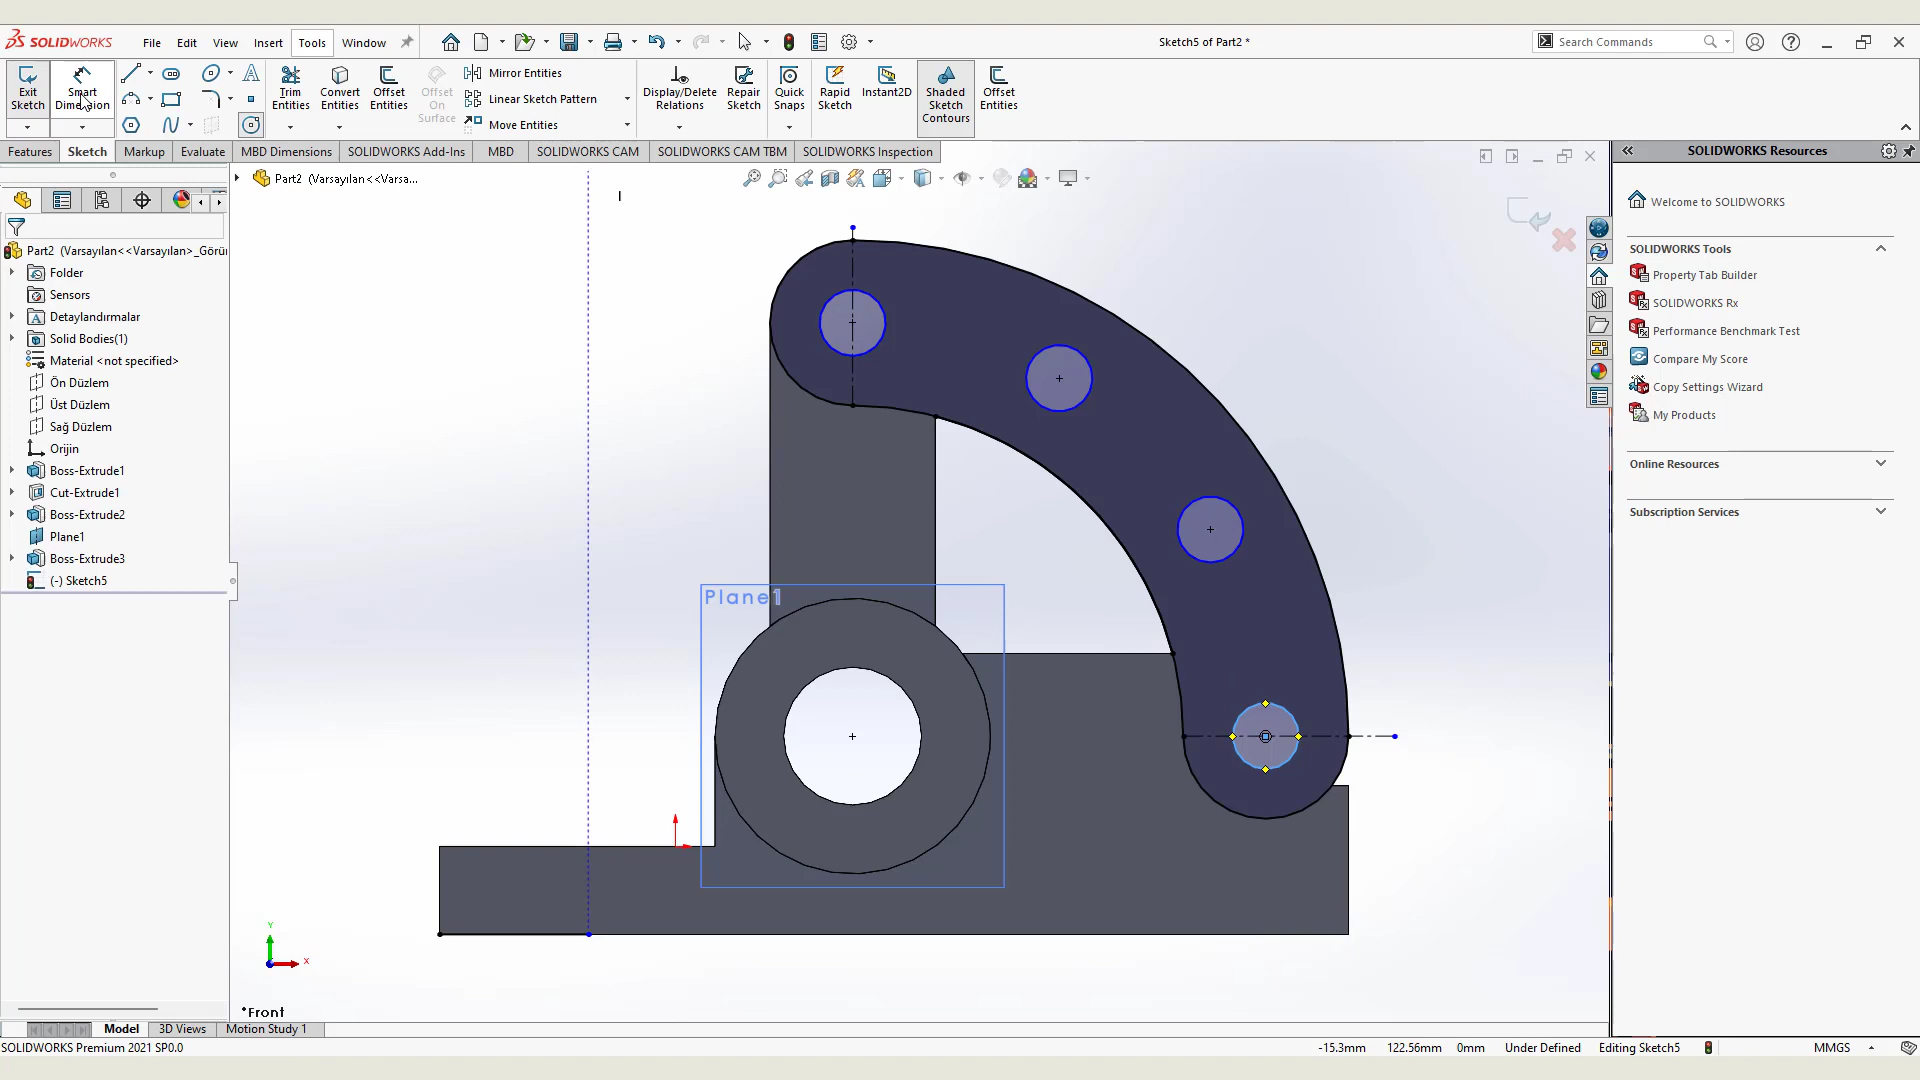 SOLIDWORKS File Edit View Insert Tools Window Sketch5 of Part2 * Search Commands
Exit Sketch Smart Dimension Trim Entities Convert Entities Offset Entities Offset On Surface Mirror Entities Linear Sketch Pattern Move Entities Display/Delete Relations Repair Sketch Quick Snaps Rapid Sketch Instant2D Shaded Sketch Contours Offset Entities
Features Sketch Markup Evaluate MBD Dimensions SOLIDWORKS Add-Ins MBD SOLIDWORKS CAM SOLIDWORKS CAM TBM SOLIDWORKS Inspection
Part2 (Varsayılan<<Varsa...
Part2 (Varsayılan<<Varsayılan>_Görü
Folder
Sensors
Detaylandırmalar
Solid Bodies(1)
Material <not specified>
Ön Düzlem
Üst Düzlem
Sağ Düzlem
Orijin
Boss-Extrude1
Cut-Extrude1
Boss-Extrude2
Plane1
Boss-Extrude3
(-) Sketch5
Plane1
Y
X
*Front
SOLIDWORKS Resources
Welcome to SOLIDWORKS
SOLIDWORKS Tools
Property Tab Builder
SOLIDWORKS Rx
Performance Benchmark Test
Compare My Score
Copy Settings Wizard
My Products
Online Resources
Subscription Services
Model 3D Views Motion Study 1
SOLIDWORKS Premium 2021 SP0.0 -15.3mm 122.56mm 0mm Under Defined Editing Sketch5 MMGS